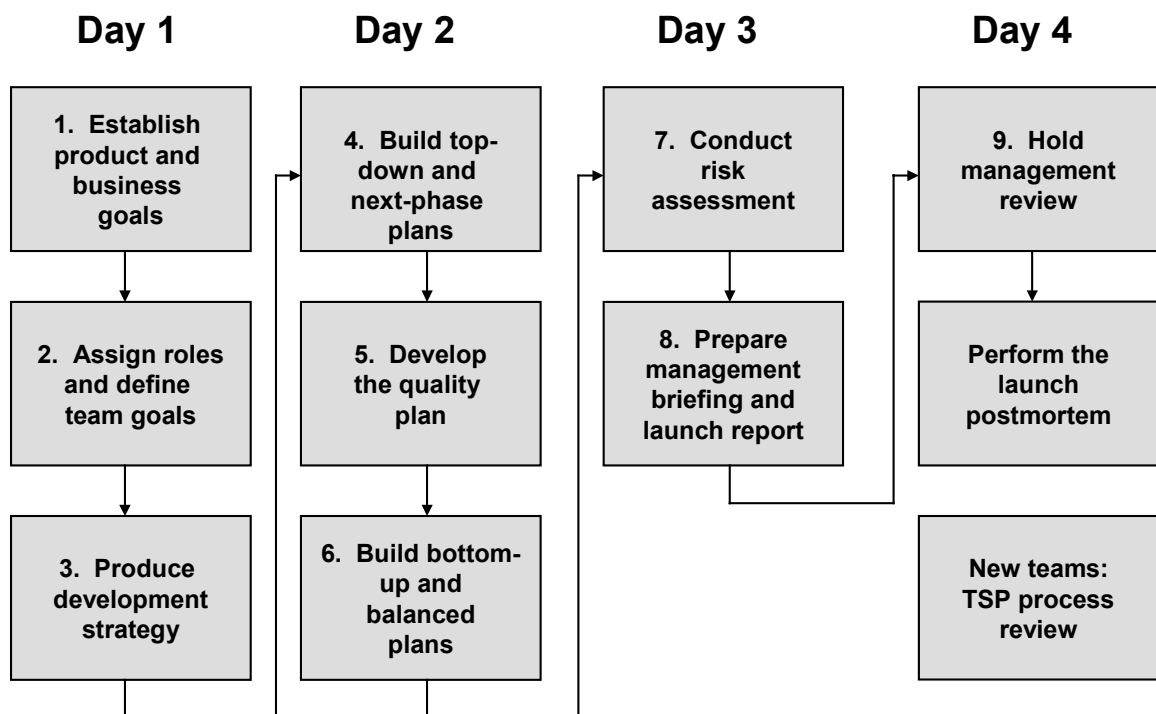 Day 1
1. Establish
product and
business
goals
2. Assign roles
and define
team goals
3. Produce
development
strategy
Day 2
4. Build top-
down and
next-phase
plans
5. Develop
the quality
plan
6. Build bottom-
up and
balanced
plans
Day 3
7. Conduct
risk
assessment
8. Prepare
management
briefing and
launch report
Day 4
9. Hold
management
review
Perform the
launch
postmortem
New teams:
TSP process
review